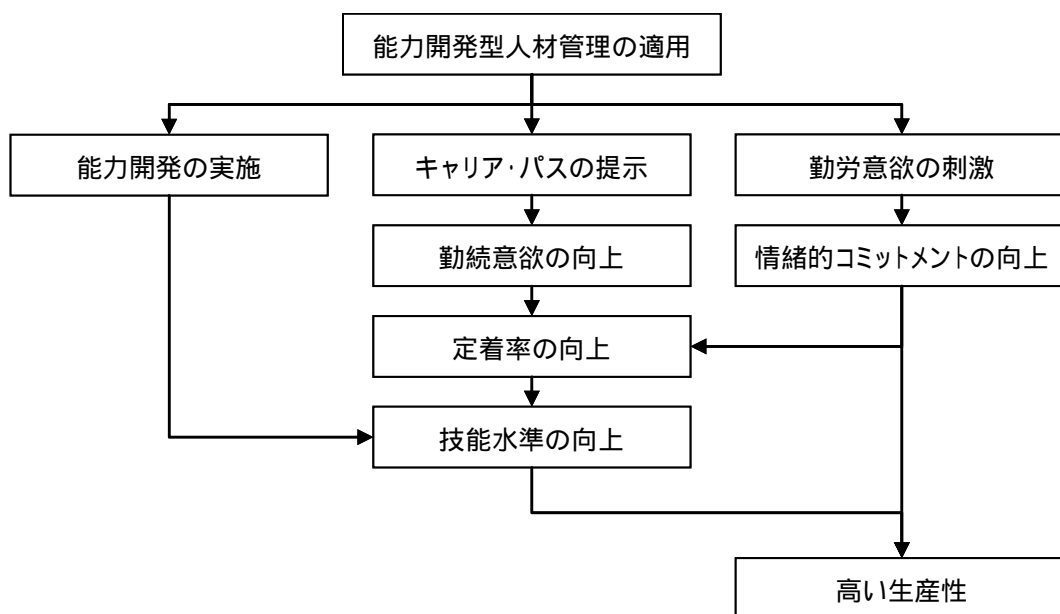 能力開発型人材管理の適用
能力開発の実施
キャリア・パスの提示
勤労意欲の刺激
勤続意欲の向上
情緒的コミットメントの向上
定着率の向上
技能水準の向上
高い生産性